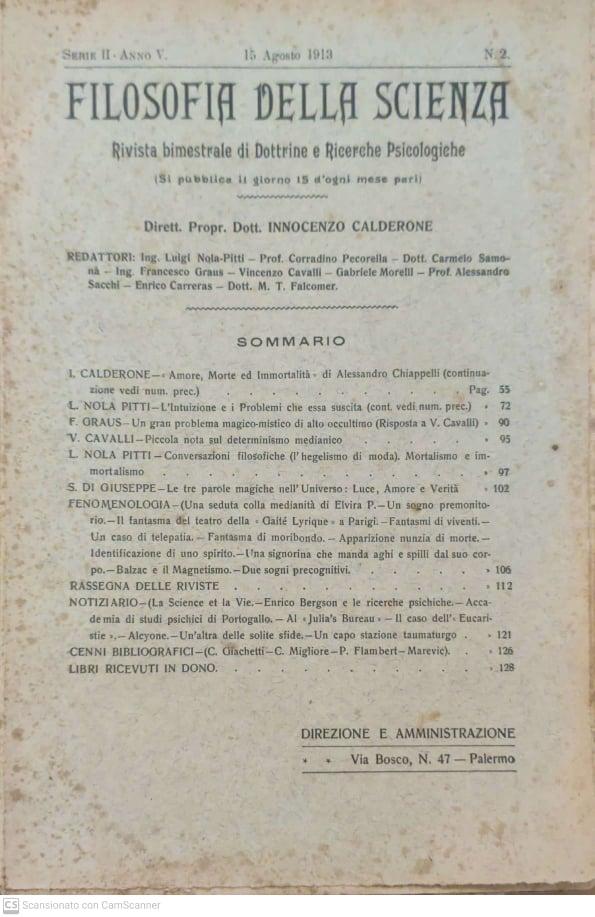 SERIE II - ANNO V. 15 Agosto 1913 N. 2.
FILOSOFIA DELLA SCIENZA
Rivista bimestrale di Dottrine e Ricerche Psicologiche
(Si pubblica il giorno 15 d'ogni mese pari)
Dirett. Propr. Dott. INNOCENZO CALDERONE
REDATTORI: Ing. Luigi Nola-Pitti — Prof. Corradino Pecorella — Dott. Carmelo Samo-
nà — Ing. Francesco Graus — Vincenzo Cavalli — Gabriele Morelli — Prof. Alessandro
Sacchi — Enrico Carreras — Dott. M. T. Falcomer.
SOMMARIO
I. CALDERONE—« Amore, Morte ed Immortalità » di Alessandro Chiappelli (continua-
zione vedi num. prec.) . . . . . . . . . Pag. 55
L. NOLA PITTI—L'Intuizione e i Problemi che essa suscita (cont. vedi num. prec.) » 72
F. GRAUS—Un gran problema magico-mistico di alto occultismo (Risposta a V. Cavalli) » 90
V. CAVALLI—Piccola nota sul determinismo medianico . . . . . » 95
L. NOLA PITTI—Conversazioni filosofiche (l'hegelismo di moda). Mortalismo e im-
mortalismo . . . . . . . . . . . » 97
S. DI GIUSEPPE—Le tre parole magiche nell'Universo: Luce, Amore e Verità » 102
FENOMENOLOGIA—(Una seduta colla medianità di Elvira P.—Un sogno premonito-
rio.—Il fantasma del teatro della « Gaîté Lyrique » a Parigi.—Fantasmi di viventi.—
Un caso di telepatia.—Fantasma di moribondo.—Apparizione nunzia di morte.—
Identificazione di uno spirito.—Una signorina che manda aghi e spilli dal suo cor-
po.—Balzac e il Magnetismo.—Due sogni precognitivi. . . . . . » 106
RASSEGNA DELLE RIVISTE . . . . . . . . . » 112
NOTIZIARIO—(La Science et la Vie.—Enrico Bergson e le ricerche psichiche.—Acca-
demia di studi psichici di Portogallo.—Al «Julia's Bureau» — Il caso dell'« Eucari-
stie ».—Alcyone.—Un'altra delle solite sfide.—Un capo stazione taumaturgo . » 121
CENNI BIBLIOGRAFICI—(C. Giachetti—C. Migliore—P. Flambert—Marevic). . » 126
LIBRI RICEVUTI IN DONO. . . . . . . . . . » 128
DIREZIONE E AMMINISTRAZIONE
* * Via Bosco, N. 47 — Palermo
CS Scansionato con CamScanner